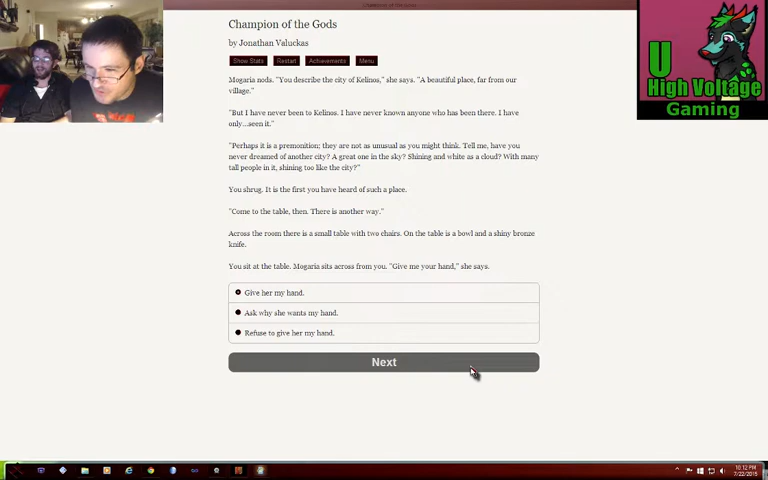 Champion of the Gods
by Jonathan Valuckas
Show Stats
Restart
Achievements
Menu
Mogaria nods. "You describe the city of Kelinos," she says. "A beautiful place, far from our
village."
"But I have never been to Kelinos. I have never known anyone who has been there. I have
only...seen it."
"Perhaps it is a premonition; they are not as unusual as you might think. Tell me, have you
never dreamed of another city? A great one in the sky? Shining and white as a cloud? With many
tall people in it, shining too like the city?"
You shrug. It is the first you have heard of such a place.
"Come to the table, then. There is another way."
Across the room there is a small table with two chairs. On the table is a bowl and a shiny bronze
knife.
You sit at the table. Mogaria sits across from you. "Give me your hand," she says.
Give her my hand.
Ask why she wants my hand.
Refuse to give her my hand.
Next
U
High Voltage
Gaming
10:12 PM
7/22/2015